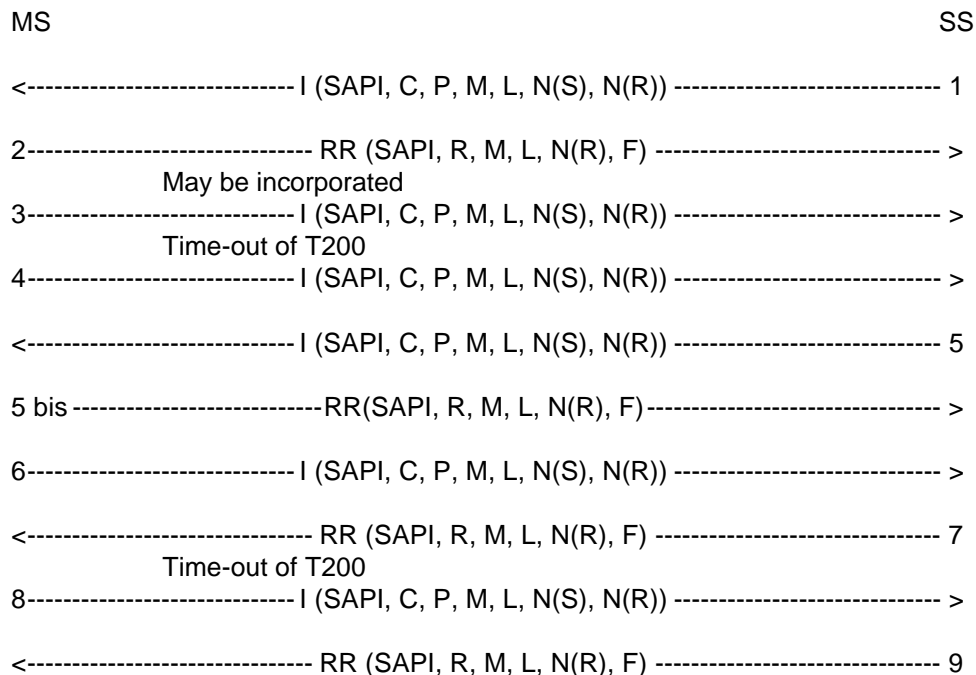 MS SS
<------------------------------ I (SAPI, C, P, M, L, N(S), N(R)) ------------------------------ 1
2-------------------------------- RR (SAPI, R, M, L, N(R), F) -------------------------------- >
May be incorporated
3------------------------------ I (SAPI, C, P, M, L, N(S), N(R)) ------------------------------ >
Time-out of T200
4------------------------------ I (SAPI, C, P, M, L, N(S), N(R)) ------------------------------ >
<------------------------------ I (SAPI, C, P, M, L, N(S), N(R)) ------------------------------ 5
5 bis ----------------------------RR(SAPI, R, M, L, N(R), F)--------------------------------- >
6------------------------------ I (SAPI, C, P, M, L, N(S), N(R)) ------------------------------ >
<-------------------------------- RR (SAPI, R, M, L, N(R), F) -------------------------------- 7
Time-out of T200
8------------------------------ I (SAPI, C, P, M, L, N(S), N(R)) ------------------------------ >
<-------------------------------- RR (SAPI, R, M, L, N(R), F) -------------------------------- 9